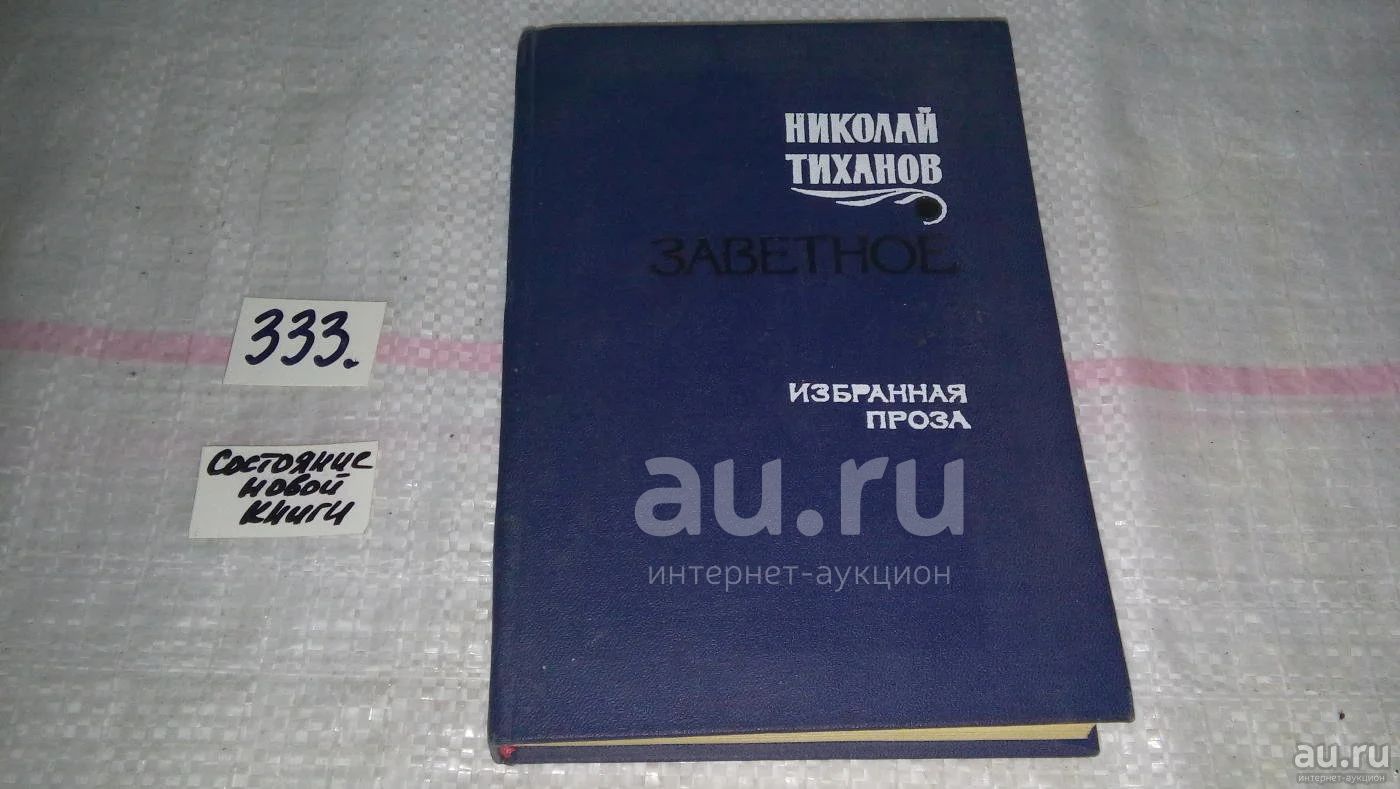 НИКОЛАЙ
ТИХАНОВ
ЗАВЕТНОЕ
333.
ИЗБРАННАЯ
ПРОЗА
Состояние
новой
книги
au.ru
интернет-аукцион
au.ru
интернет-аукцион